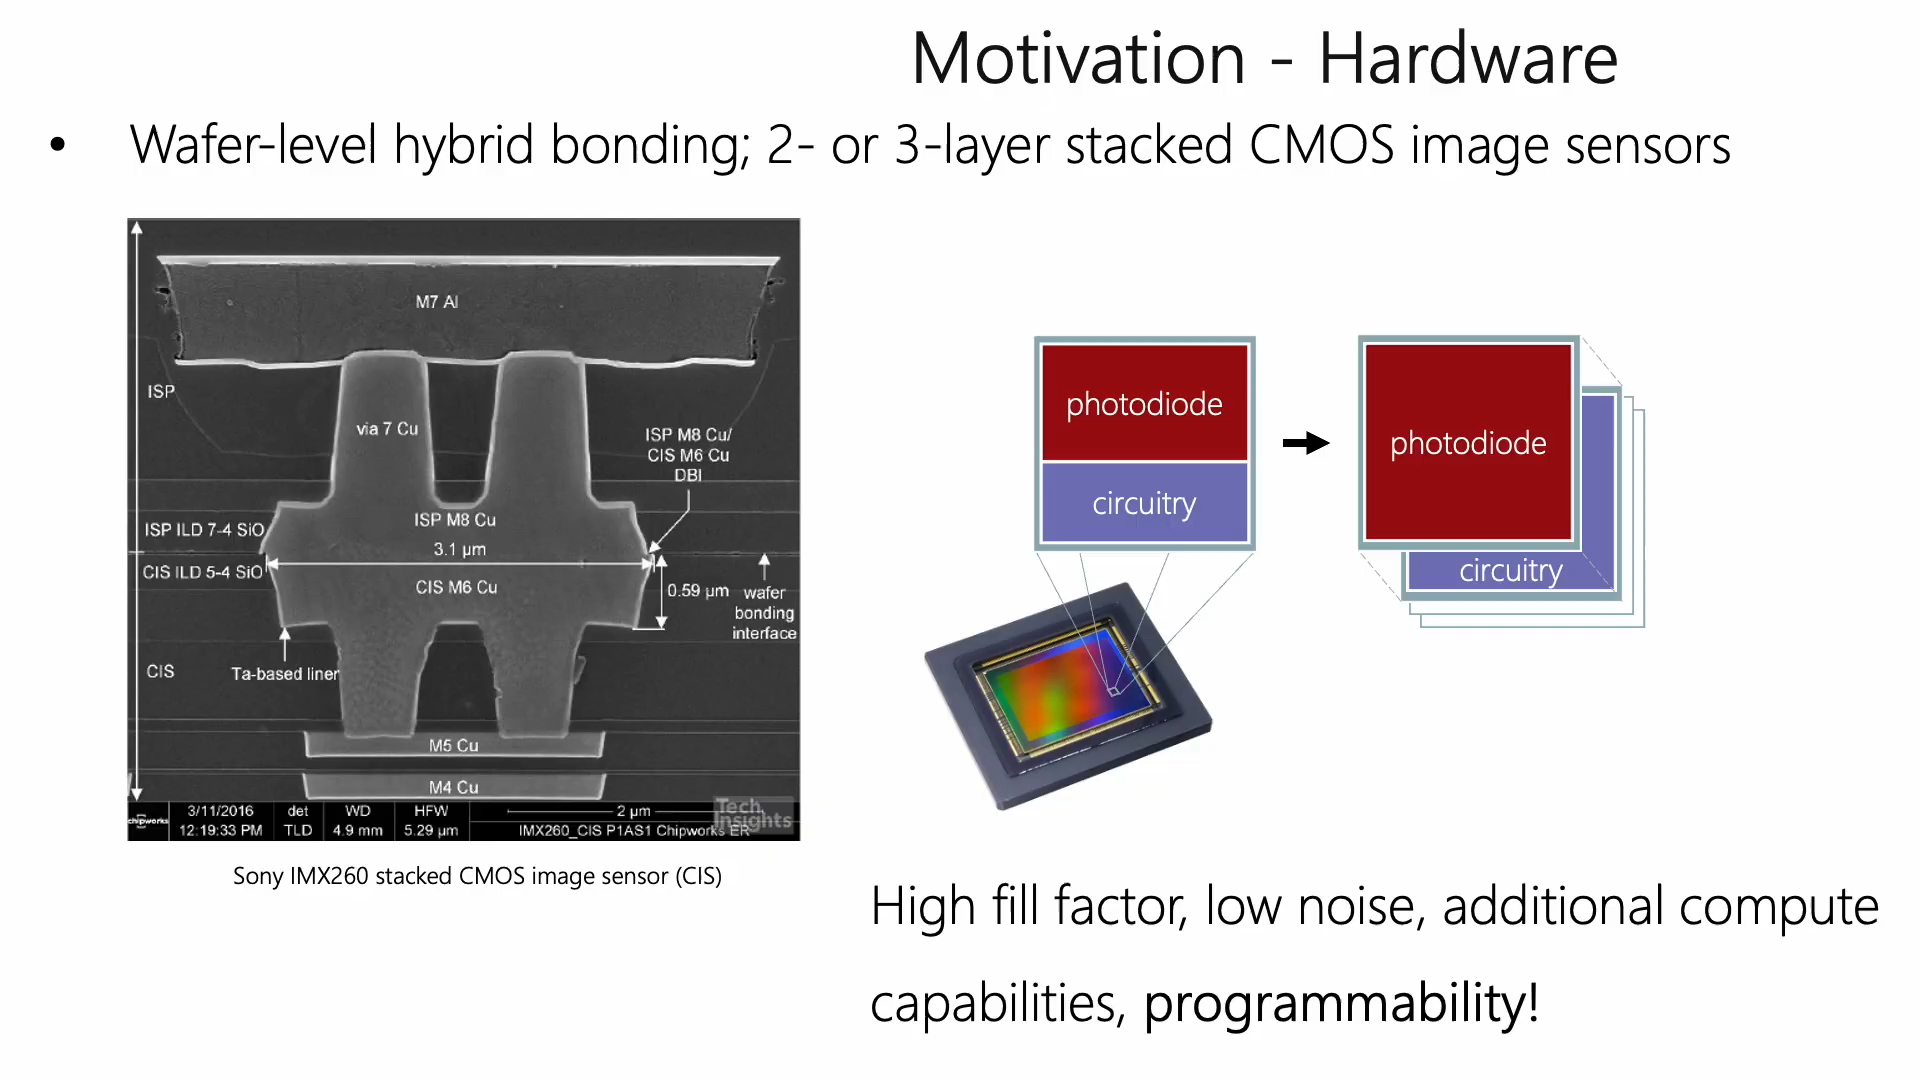 Motivation - Hardware
• Wafer-level hybrid bonding; 2- or 3-layer stacked CMOS image sensors
M7 Al
ISP
via 7 Cu
ISP M8 Cu/
CIS M6 Cu
DBI
ISP M8 Cu
ISP ILD 7-4 SiO
3.1 µm
CIS ILD 5-4 SiO
CIS M6 Cu
0.59 µm
wafer
bonding
interface
CIS
Ta-based liner
M5 Cu
M4 Cu
chipworks
3/11/2016
12:19:33 PM
det
TLD
WD
4.9 mm
HFW
5.29 µm
2 µm
IMX260_CIS P1AS1 Chipworks ER
Tech
Insights
Sony IMX260 stacked CMOS image sensor (CIS)
photodiode
circuitry
photodiode
circuitry
High fill factor, low noise, additional compute
capabilities, programmability!